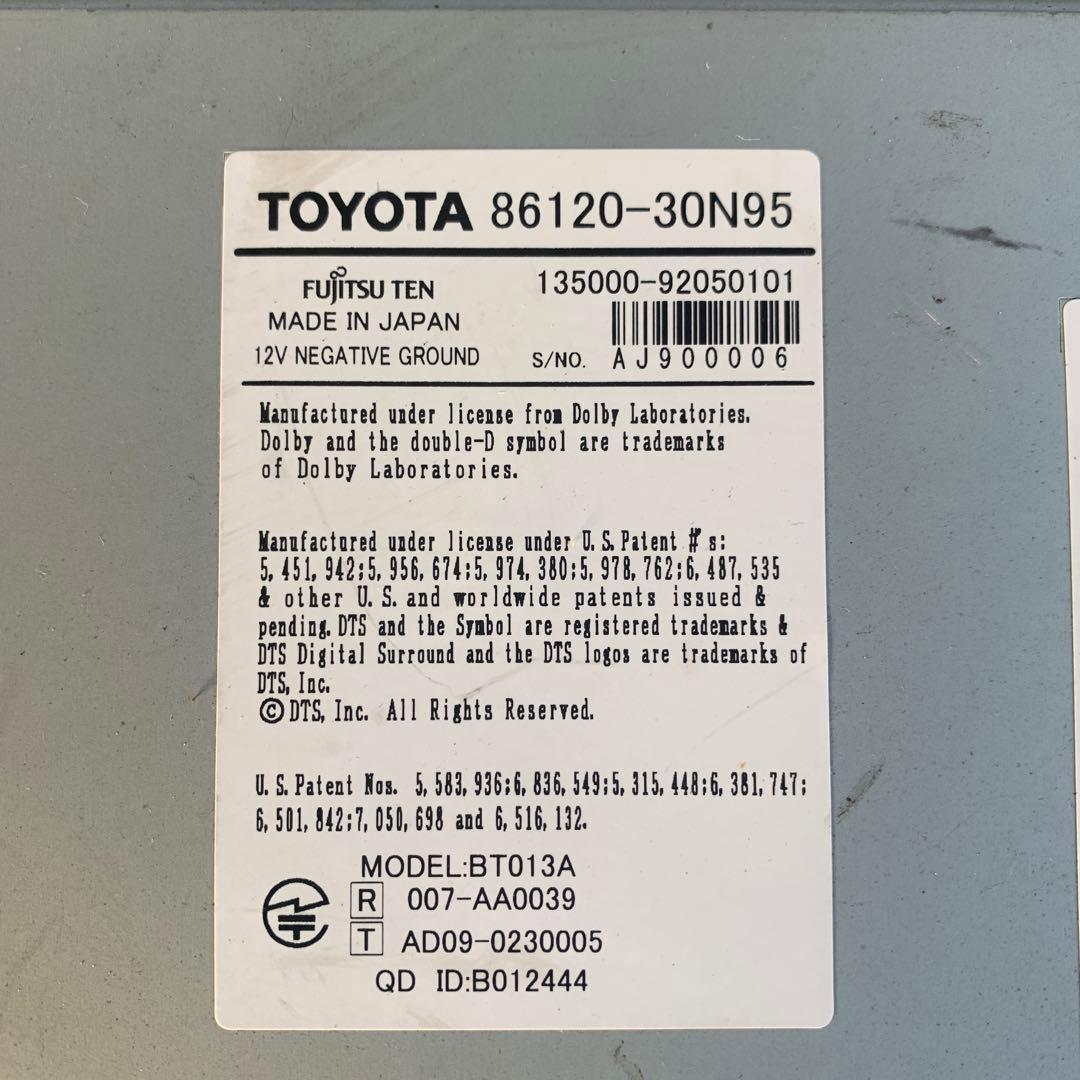 TOYOTA 86120-30N95
FUJITSU TEN
MADE IN JAPAN
12V NEGATIVE GROUND
135000-92050101
S/NO. AJ900006
Manufactured under license from Dolby Laboratories.
Dolby and the double-D symbol are trademarks
of Dolby Laboratories.
Manufactured under license under U.S.Patent #'s:
5,451,942;5,956,674;5,974,380;5,978,762;6,487,535
& other U.S.and worldwide patents issued &
pending.DTS and the Symbol are registered trademarks &
DTS Digital Surround and the DTS logos are trademarks of
DTS, Inc.
©DTS, Inc. All Rights Reserved.
U.S.Patent Nos. 5,583,936;6,836,549;5,315,448;6,381,747;
6,501,842;7,050,698 and 6,516,132.
MODEL:BT013A
R 007-AA0039
T AD09-0230005
QD ID:B012444